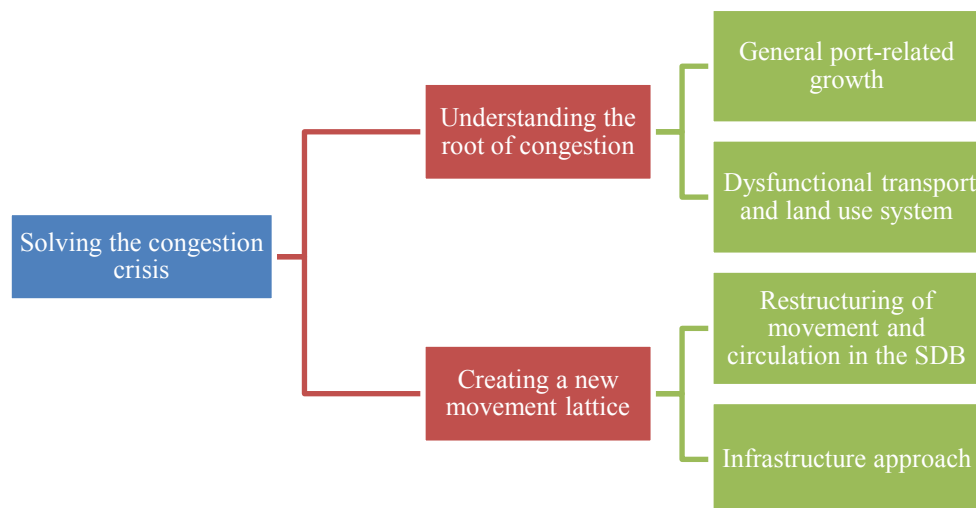 Solving the congestion
crisis
Understanding the
root of congestion
General port-related
growth
Dysfunctional transport
and land use system
Creating a new
movement lattice
Restructuring of
movement and
circulation in the SDB
Infrastructure approach